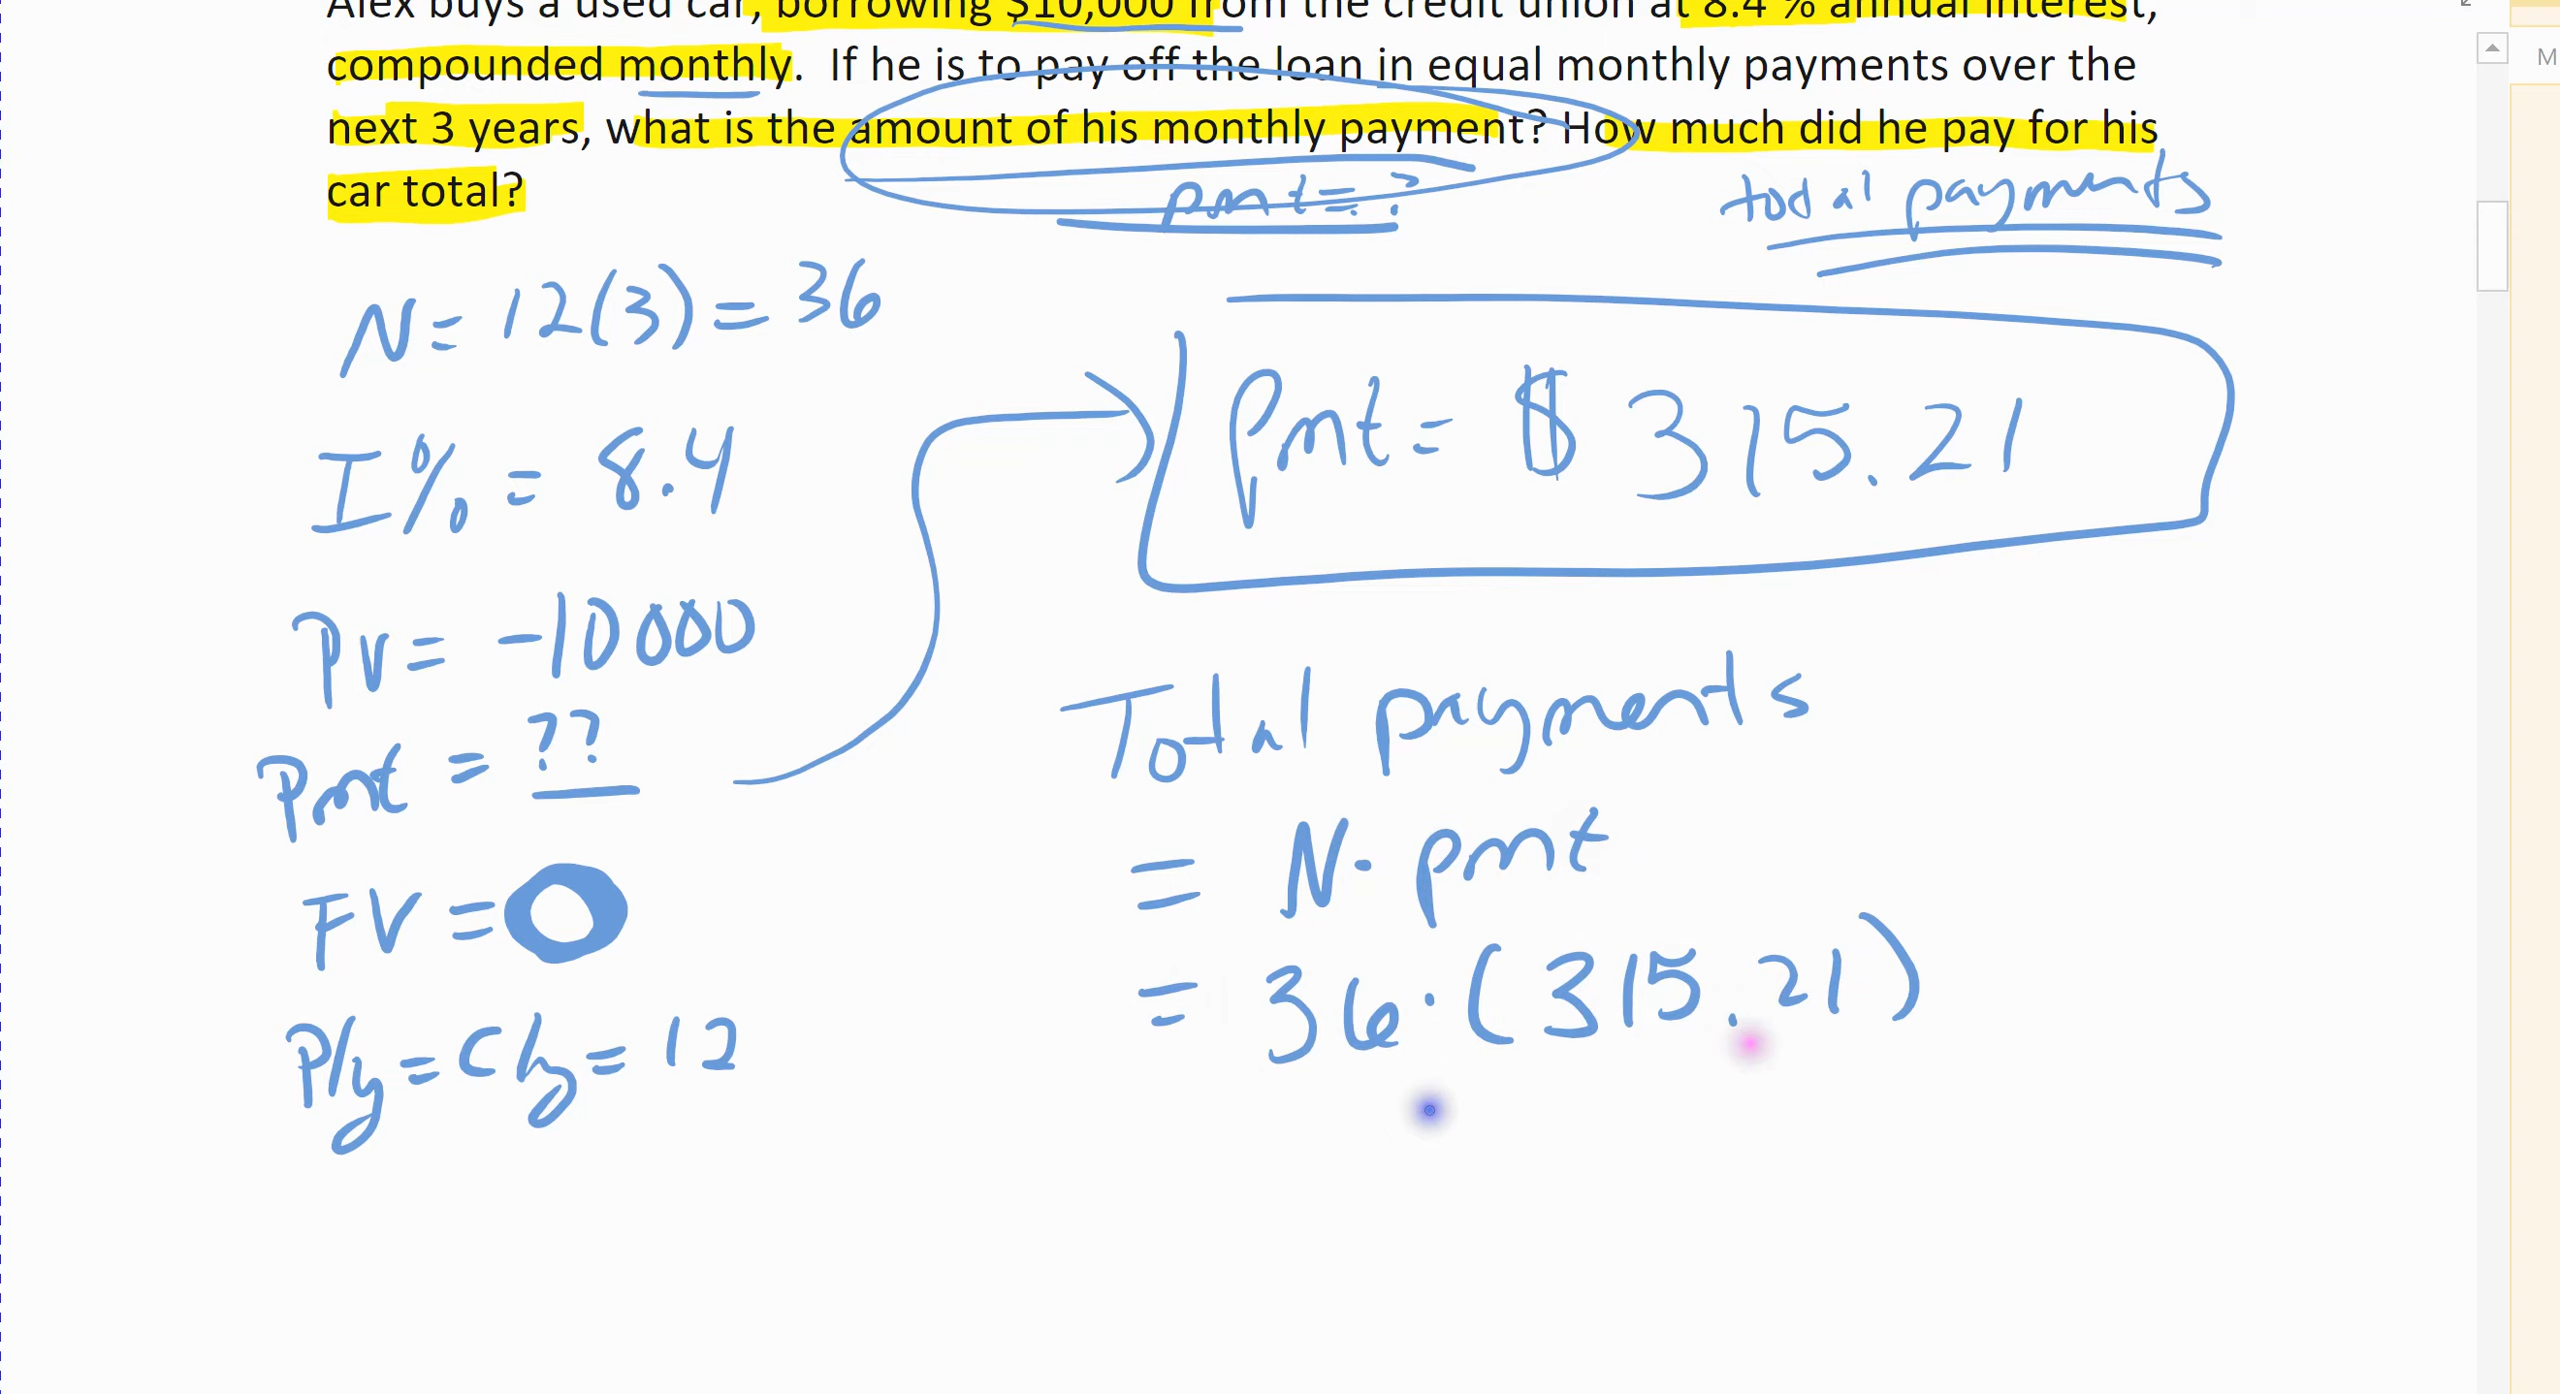 Alex buys a used car, borrowing $10,000 from the credit union at 8.4 % annual interest,
compounded monthly. If he is to pay off the loan in equal monthly payments over the
next 3 years, what is the amount of his monthly payment? How much did he pay for his
car total?
pmt = ?
total payments
N = 12(3) = 36
I% = 8.4
PV = -10000
Pmt = ??
FV = 0
P/y = C/y = 12
Pmt = $ 315.21
Total payments
= N · pmt
= 36 · (315.21)
M